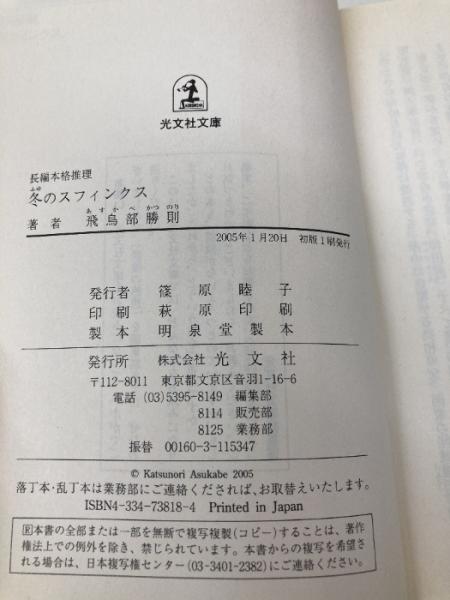 光文社文庫
長編本格推理
ふゆ
冬のスフィンクス
あすかべ かつ のり
著者 飛鳥部勝則
2005年1月20日 初版1刷発行
発行者 篠原睦子
印刷 萩原印刷
製本 明泉堂製本
発行所 株式会社 光文社
〒112-8011 東京都文京区音羽1-16-6
電話 (03)5395-8149 編集部
8114 販売部
8125 業務部
振替 00160-3-115347
© Katsunori Asukabe 2005
落丁本・乱丁本は業務部にご連絡くだされば、お取替えいたします。
ISBN4-334-73818-4 Printed in Japan
Ⓡ本書の全部または一部を無断で複写複製(コピー)することは、著作
権法上での例外を除き、禁じられています。本書からの複写を希望さ
れる場合は、日本複写権センター(03-3401-2382)にご連絡ください。